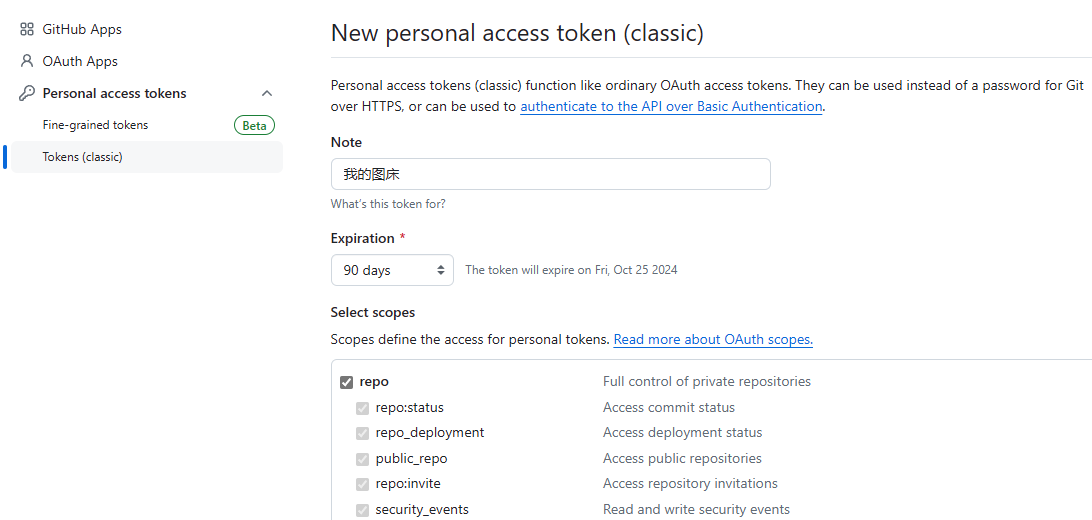 GitHub Apps
OAuth Apps
Personal access tokens
Fine-grained tokens
Beta
Tokens (classic)
New personal access token (classic)
Personal access tokens (classic) function like ordinary OAuth access tokens. They can be used instead of a password for Git
over HTTPS, or can be used to authenticate to the API over Basic Authentication.
Note
我的图床
What's this token for?
Expiration *
90 days
The token will expire on Fri, Oct 25 2024
Select scopes
Scopes define the access for personal tokens. Read more about OAuth scopes.
repo Full control of private repositories
repo:status Access commit status
repo_deployment Access deployment status
public_repo Access public repositories
repo:invite Access repository invitations
security_events Read and write security events